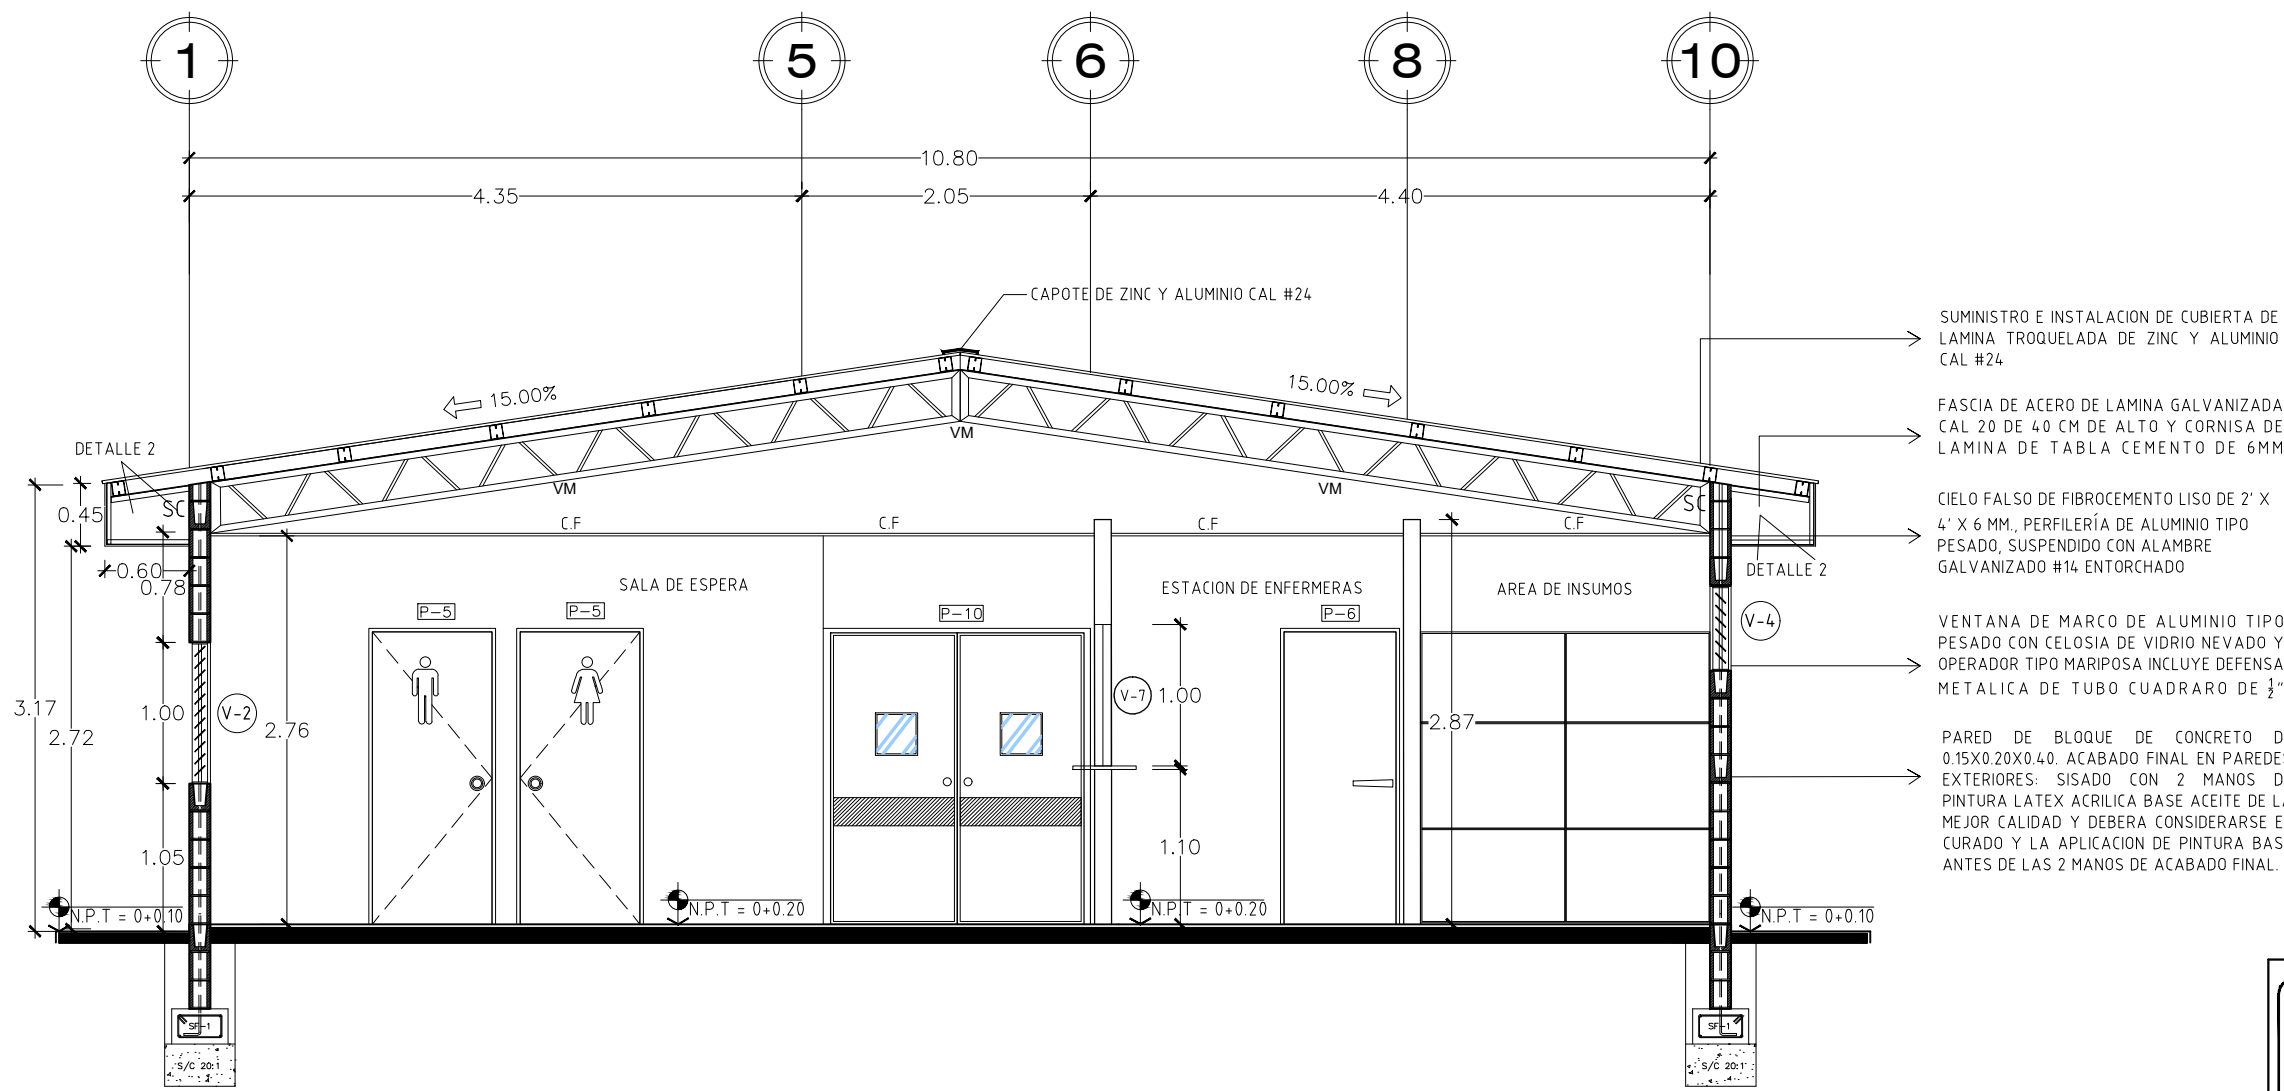 1
5
6
8
10
10.80
4.35
2.05
4.40
CAPOTE DE ZINC Y ALUMINIO CAL #24
15.00%
15.00%
DETALLE 2
VM
VM
VM
SC
SC
C.F
C.F
C.F
C.F
0.45
0.60
0.78
3.17
2.72
1.00
1.05
2.76
V-2
SALA DE ESPERA
P-5
P-5
P-10
ESTACION DE ENFERMERAS
P-6
AREA DE INSUMOS
V-7
1.00
1.10
2.87
V-4
DETALLE 2
N.P.T = 0+0.10
N.P.T = 0+0.20
N.P.T = 0+0.20
N.P.T = 0+0.10
SF-1
S/C 20:1
SF-1
S/C 20:1
SUMINISTRO E INSTALACION DE CUBIERTA DE
LAMINA TROQUELADA DE ZINC Y ALUMINIO
CAL #24
FASCIA DE ACERO DE LAMINA GALVANIZADA
CAL 20 DE 40 CM DE ALTO Y CORNISA DE
LAMINA DE TABLA CEMENTO DE 6MM
CIELO FALSO DE FIBROCEMENTO LISO DE 2' X
4' X 6 MM., PERFILERÍA DE ALUMINIO TIPO
PESADO, SUSPENDIDO CON ALAMBRE
GALVANIZADO #14 ENTORCHADO
VENTANA DE MARCO DE ALUMINIO TIPO
PESADO CON CELOSIA DE VIDRIO NEVADO Y
OPERADOR TIPO MARIPOSA INCLUYE DEFENSA
METALICA DE TUBO CUADRARO DE ½"
PARED DE BLOQUE DE CONCRETO D
0.15X0.20X0.40. ACABADO FINAL EN PAREDES
EXTERIORES: SISADO CON 2 MANOS D
PINTURA LATEX ACRILICA BASE ACEITE DE LA
MEJOR CALIDAD Y DEBERA CONSIDERARSE E
CURADO Y LA APLICACION DE PINTURA BAS
ANTES DE LAS 2 MANOS DE ACABADO FINAL.